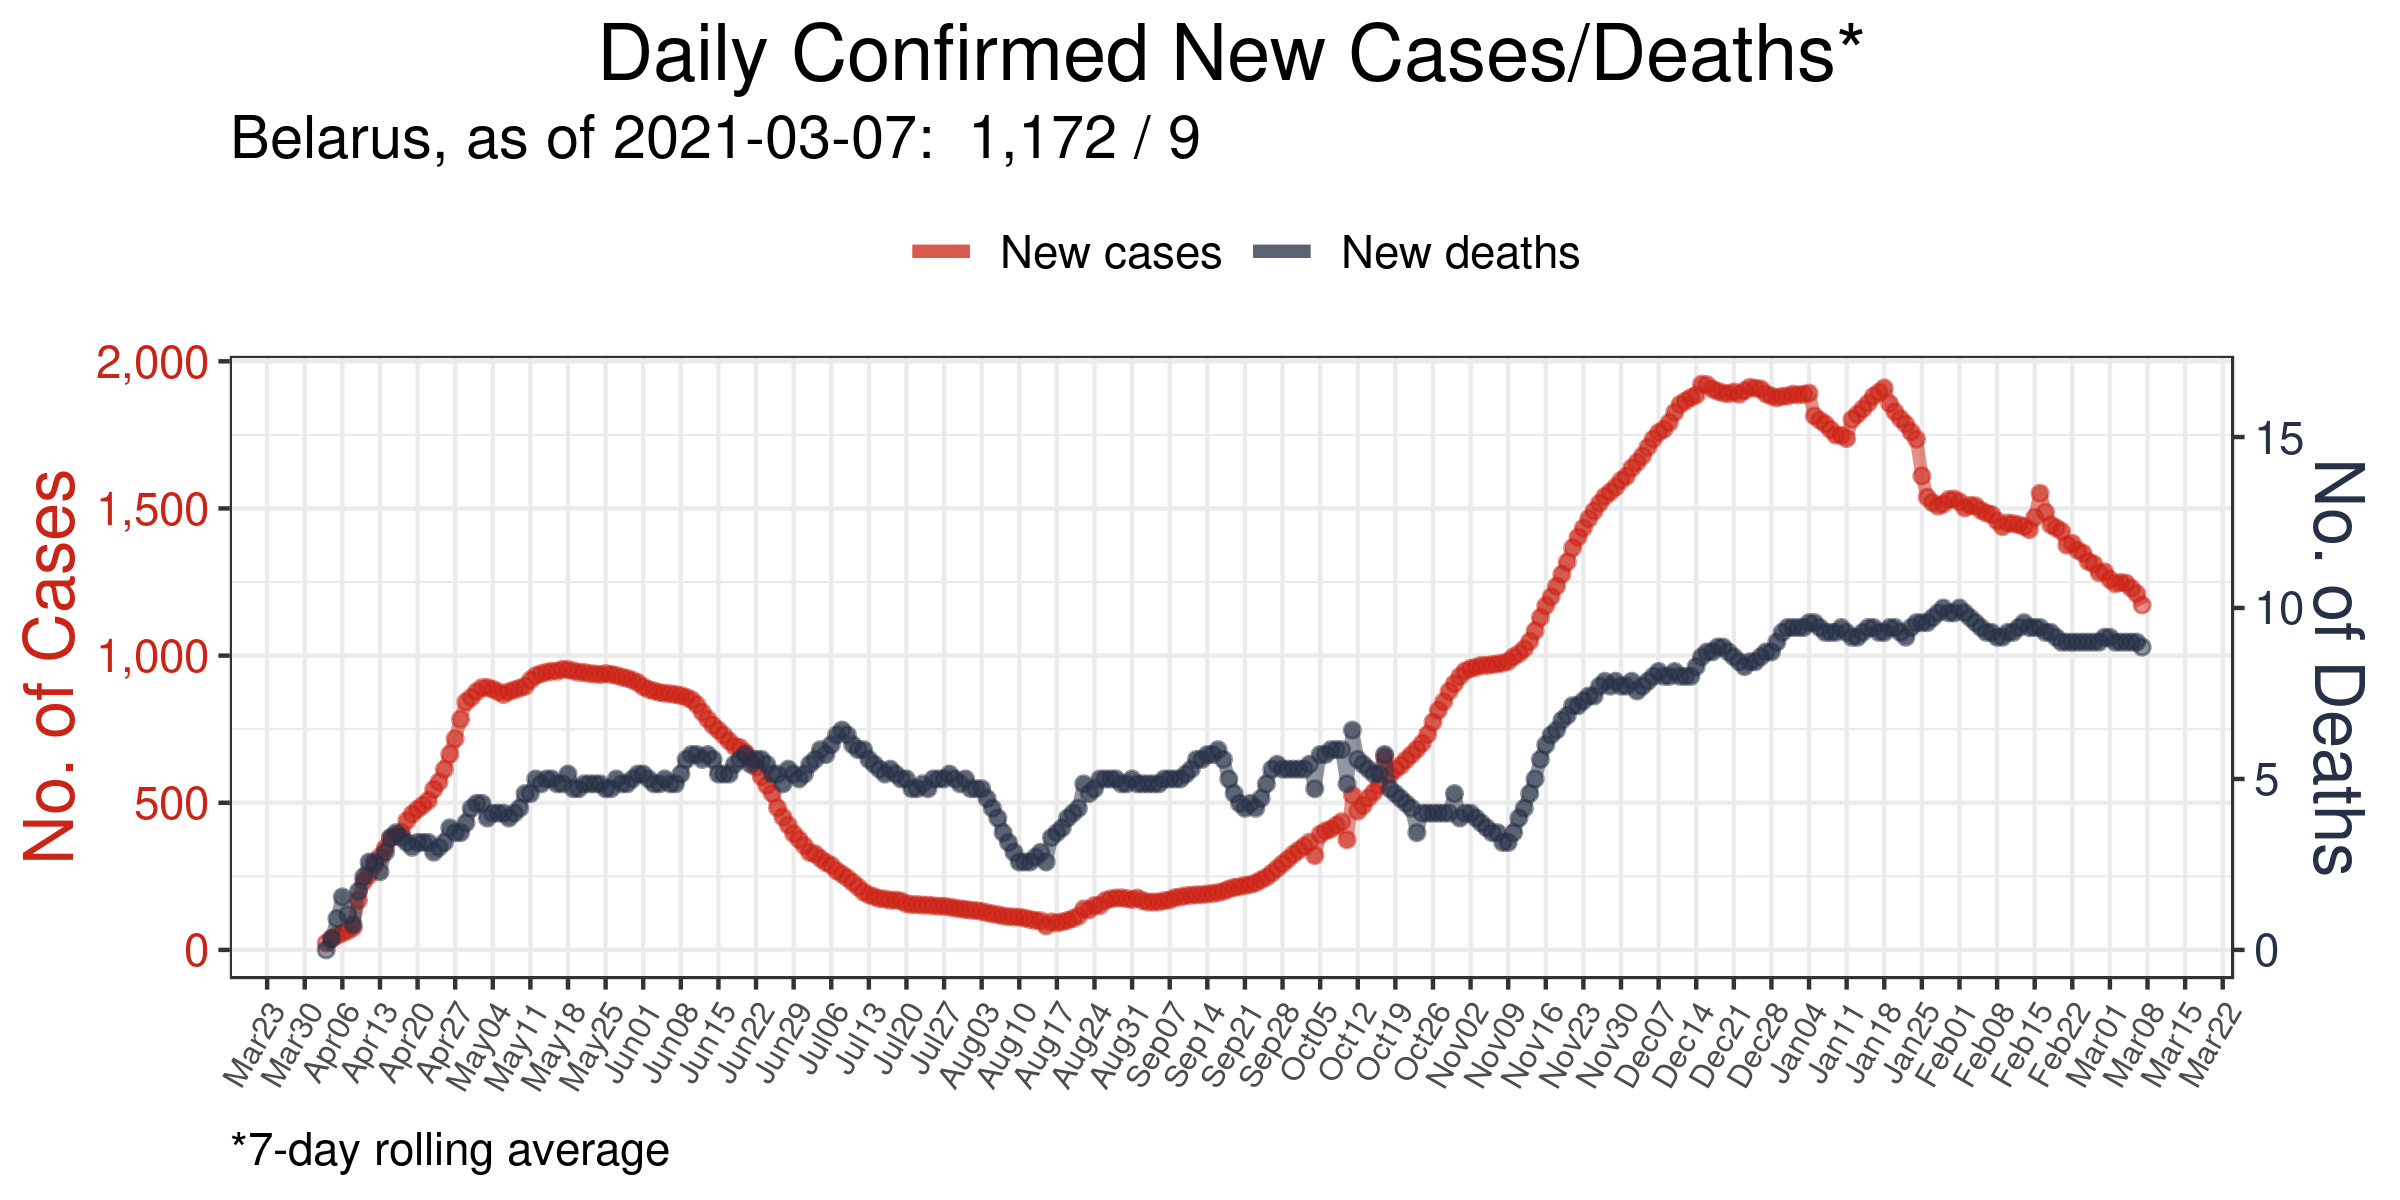 Daily Confirmed New Cases/Deaths*
Belarus, as of 2021-03-07:  1,172 / 9
New cases
New deaths
No. of Cases
2,000
1,500
1,000
500
0
15
10
5
0
No. of Deaths
Mar23
Mar30
Apr06
Apr13
Apr20
Apr27
May04
May11
May18
May25
Jun01
Jun08
Jun15
Jun22
Jun29
Jul06
Jul13
Jul20
Jul27
Aug03
Aug10
Aug17
Aug24
Aug31
Sep07
Sep14
Sep21
Sep28
Oct05
Oct12
Oct19
Oct26
Nov02
Nov09
Nov16
Nov23
Nov30
Dec07
Dec14
Dec21
Dec28
Jan04
Jan11
Jan18
Jan25
Feb01
Feb08
Feb15
Feb22
Mar01
Mar08
Mar15
Mar22
*7-day rolling average